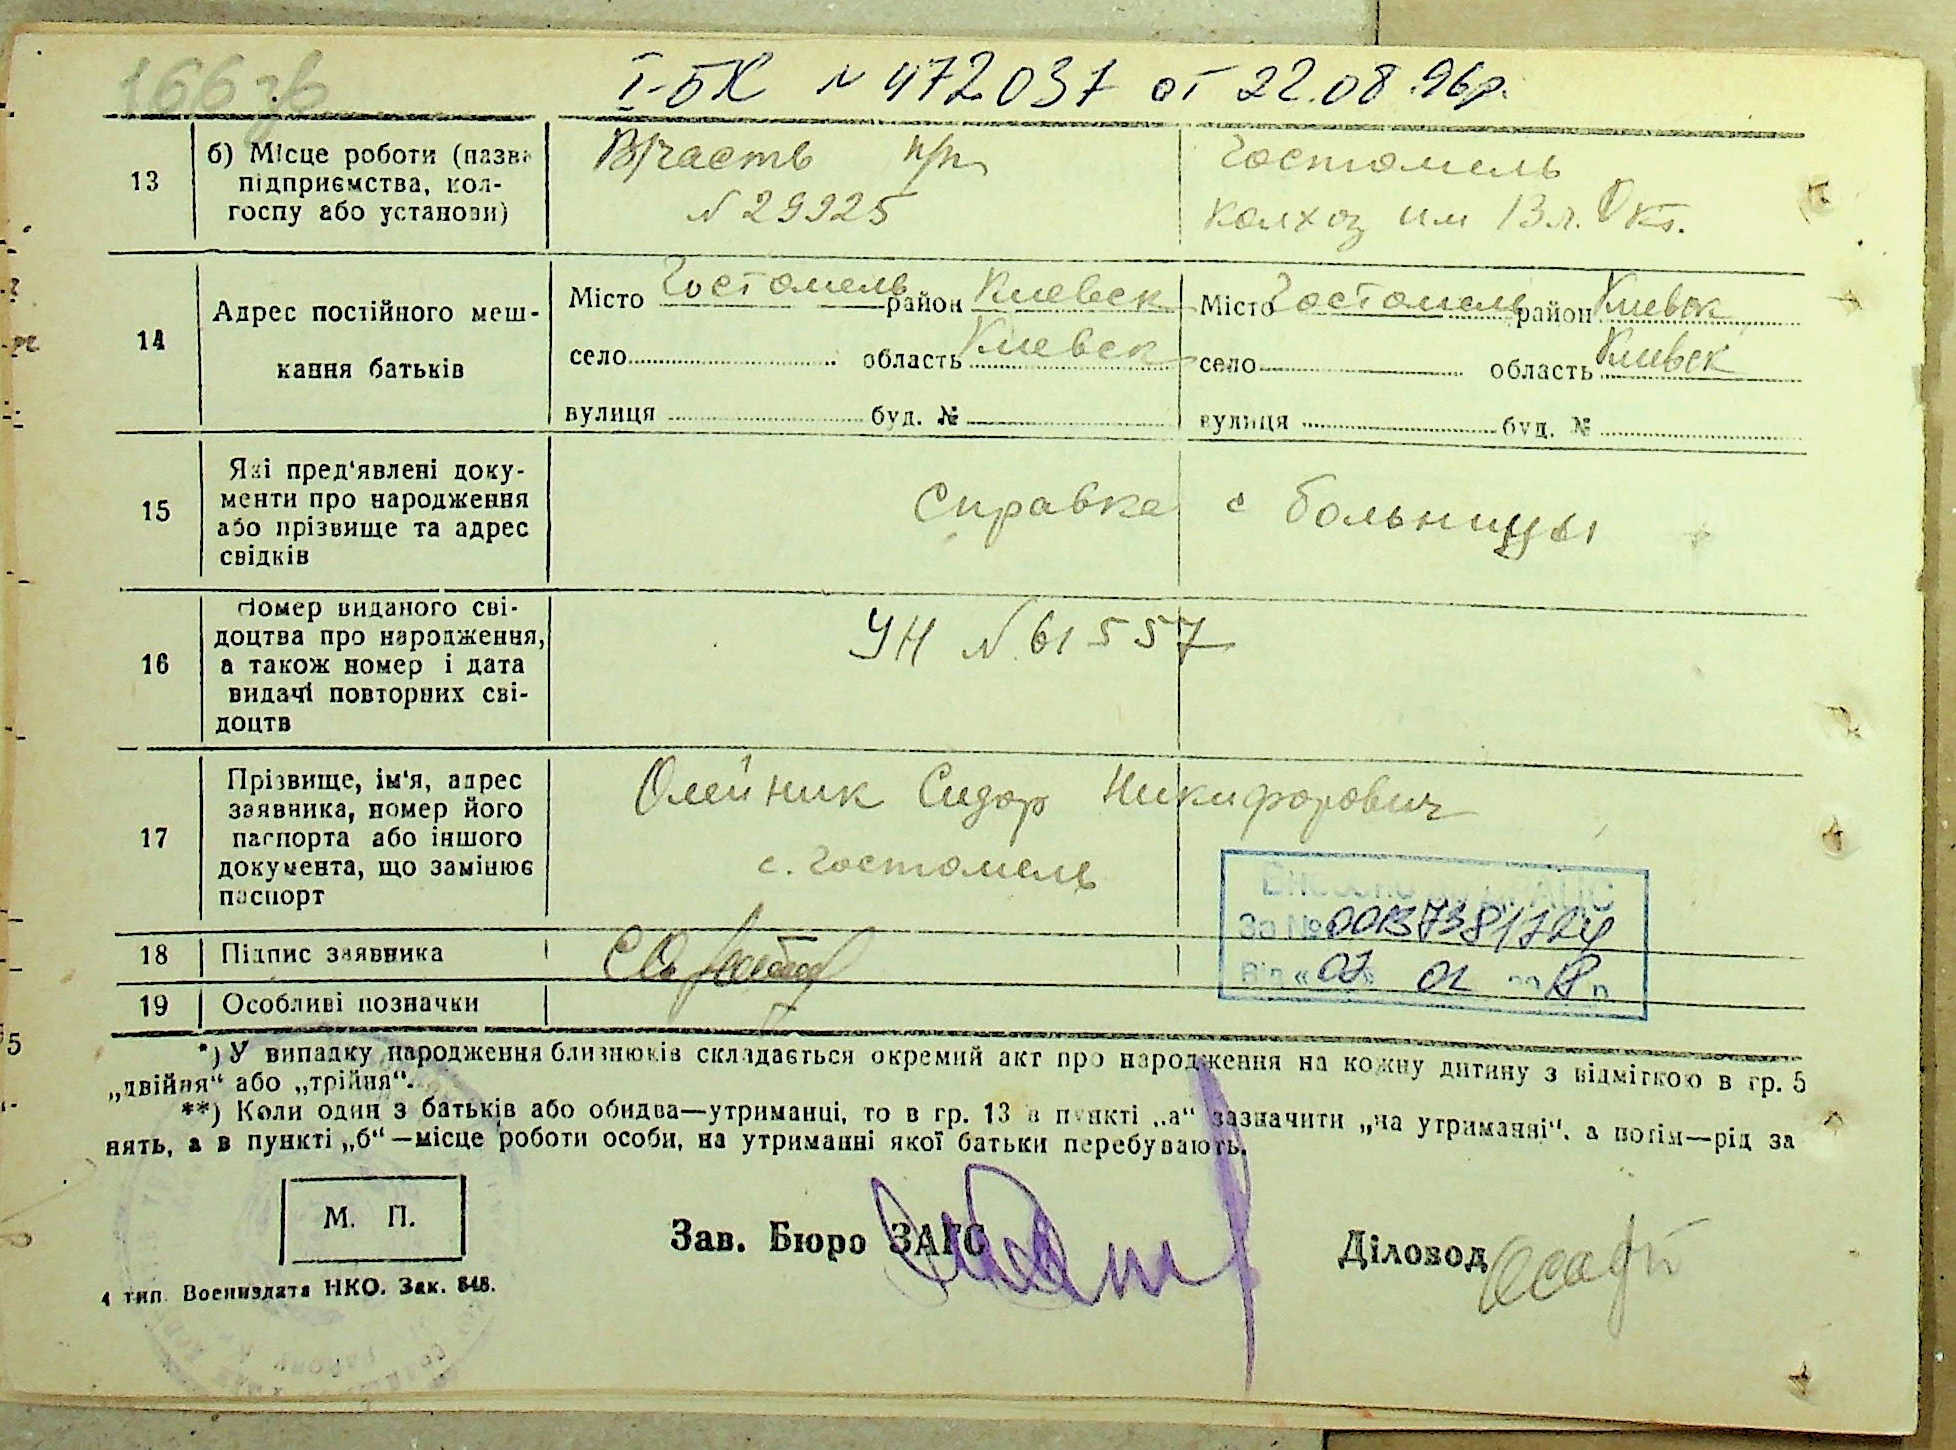 166 зв
I-БК № 472037 от 22.08.96р.
13
б) Місце роботи (назва
підприємства, кол-
госпу або установи)
В/часть п/п
№ 29925
Гостомель
колхоз им 13 л. Окт.
14
Адрес постійного меш-
кання батьків
Місто Гостомель район Киевск
село область Киевск
вулиця буд. №
Місто Гостомель район Киевск
село область Киевск
вулиця буд. №
15
Які пред'явлені доку-
менти про народження
або прізвище та адрес
свідків
Справка с больницы
16
Номер виданого сві-
доцтва про народження,
а також номер і дата
видачі повторних сві-
доцтв
УН № 61557
17
Прізвище, ім'я, адрес
заявника, номер його
паспорта або іншого
документа, що замінює
паспорт
Олейник Сидор Никифорович
с. Гостомель
За № 00137381724
Від «07» 02
18 Підпис заявника
19 Особливі позначки
*) У випадку народження близнюків складається окремий акт про народження на кожну дитину з відміткою в гр. 5
„двійня“ або „трійня“.
**) Коли один з батьків або обидва—утриманці, то в гр. 13 в пункті „а“ зазначити „на утриманні“, а потім—рід за
нять, а в пункті „б“—місце роботи особи, на утриманні якої батьки перебувають.
М. П.
Зав. Бюро ЗАГС
Діловод
4 тип. Воениздата НКО. Зак. 848.